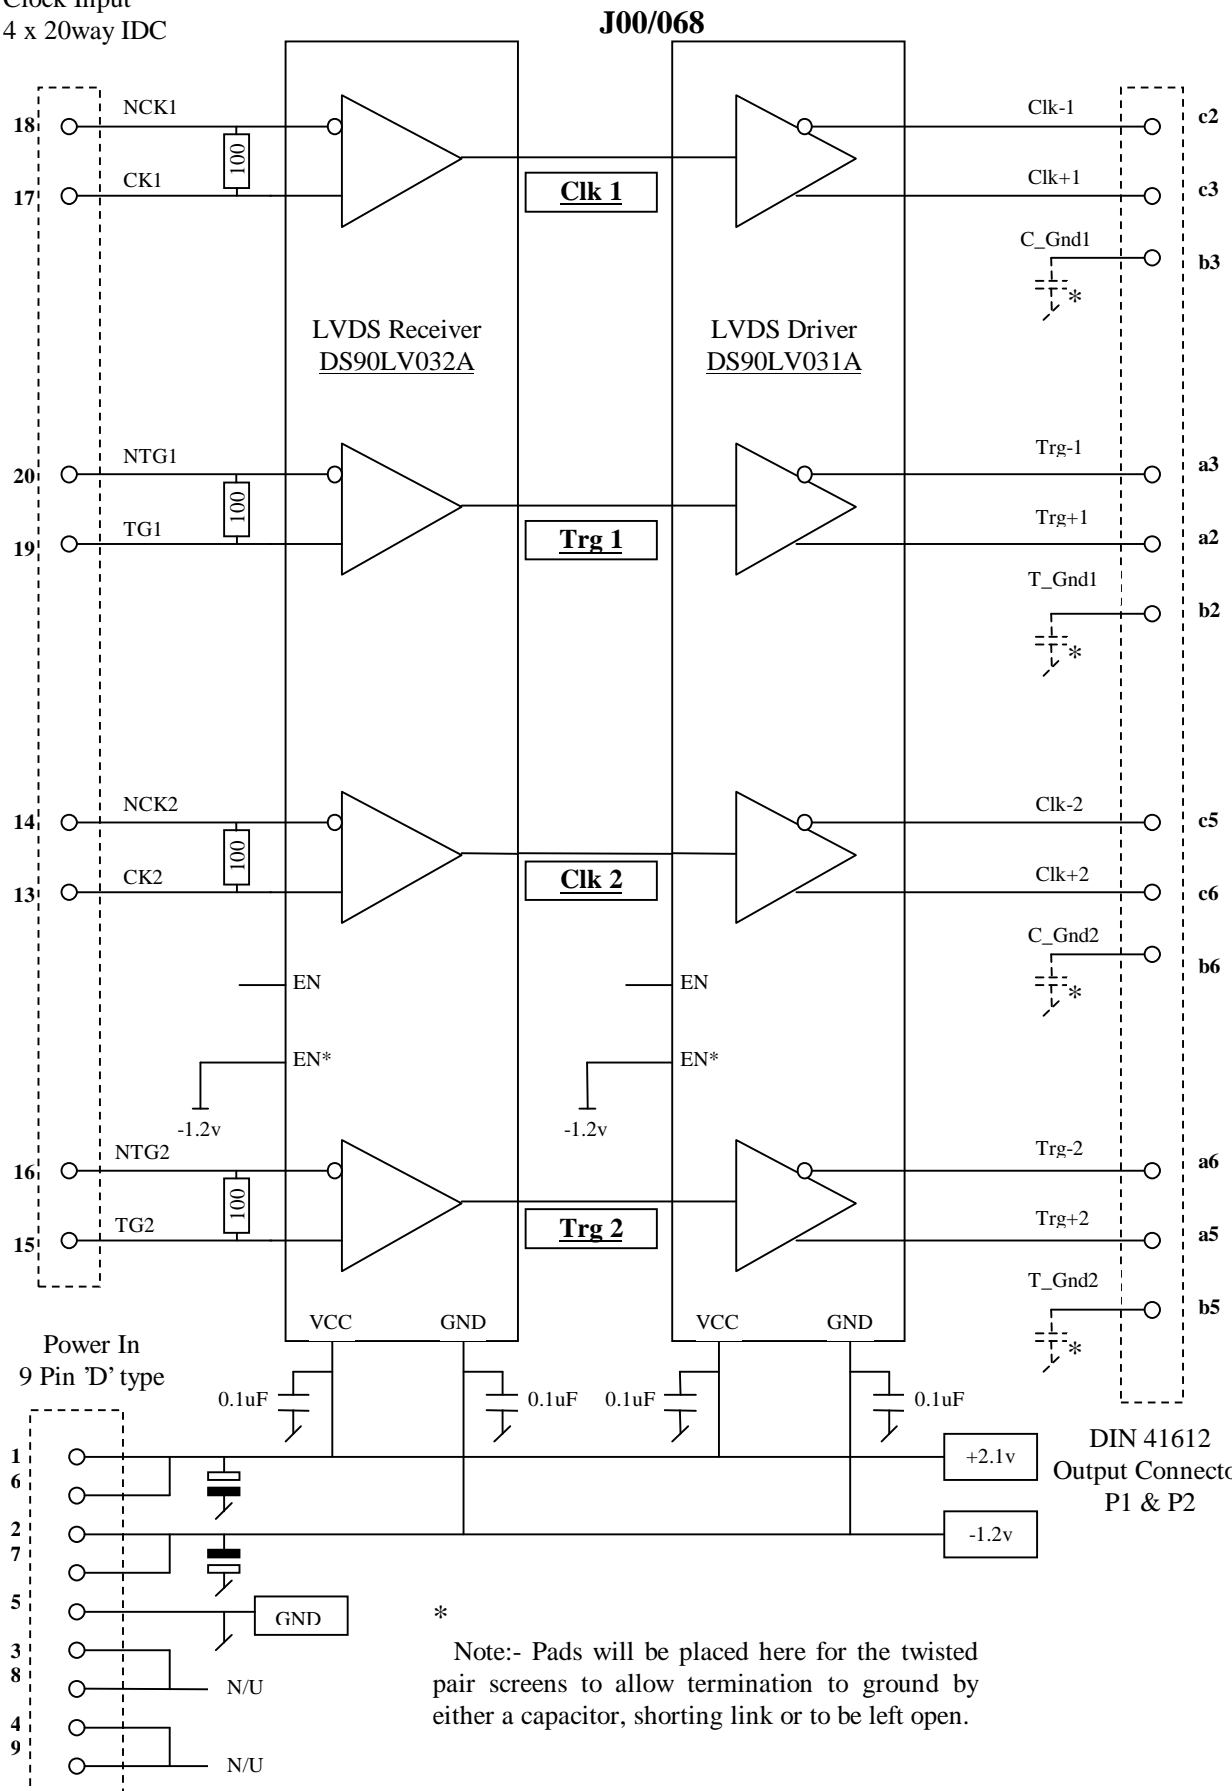 Clock Input
4 x 20way IDC
J00/068
18
NCK1
100
17
CK1
Clk 1
Clk-1
c2
Clk+1
c3
C_Gnd1
b3
*
LVDS Receiver
DS90LV032A
LVDS Driver
DS90LV031A
20
NTG1
100
19
TG1
Trg 1
Trg-1
a3
Trg+1
a2
T_Gnd1
b2
*
14
NCK2
100
13
CK2
Clk 2
Clk-2
c5
Clk+2
c6
C_Gnd2
b6
*
EN
EN
EN*
EN*
-1.2v
-1.2v
16
NTG2
100
15
TG2
Trg 2
Trg-2
a6
Trg+2
a5
T_Gnd2
b5
*
VCC
GND
VCC
GND
Power In
9 Pin 'D' type
0.1uF
0.1uF
0.1uF
0.1uF
1
6
2
7
5
3
8
4
9
+2.1v
-1.2v
GND
N/U
N/U
DIN 41612
Output Connecto
P1 & P2
*
Note:- Pads will be placed here for the twisted
pair screens to allow termination to ground by
either a capacitor, shorting link or to be left open.